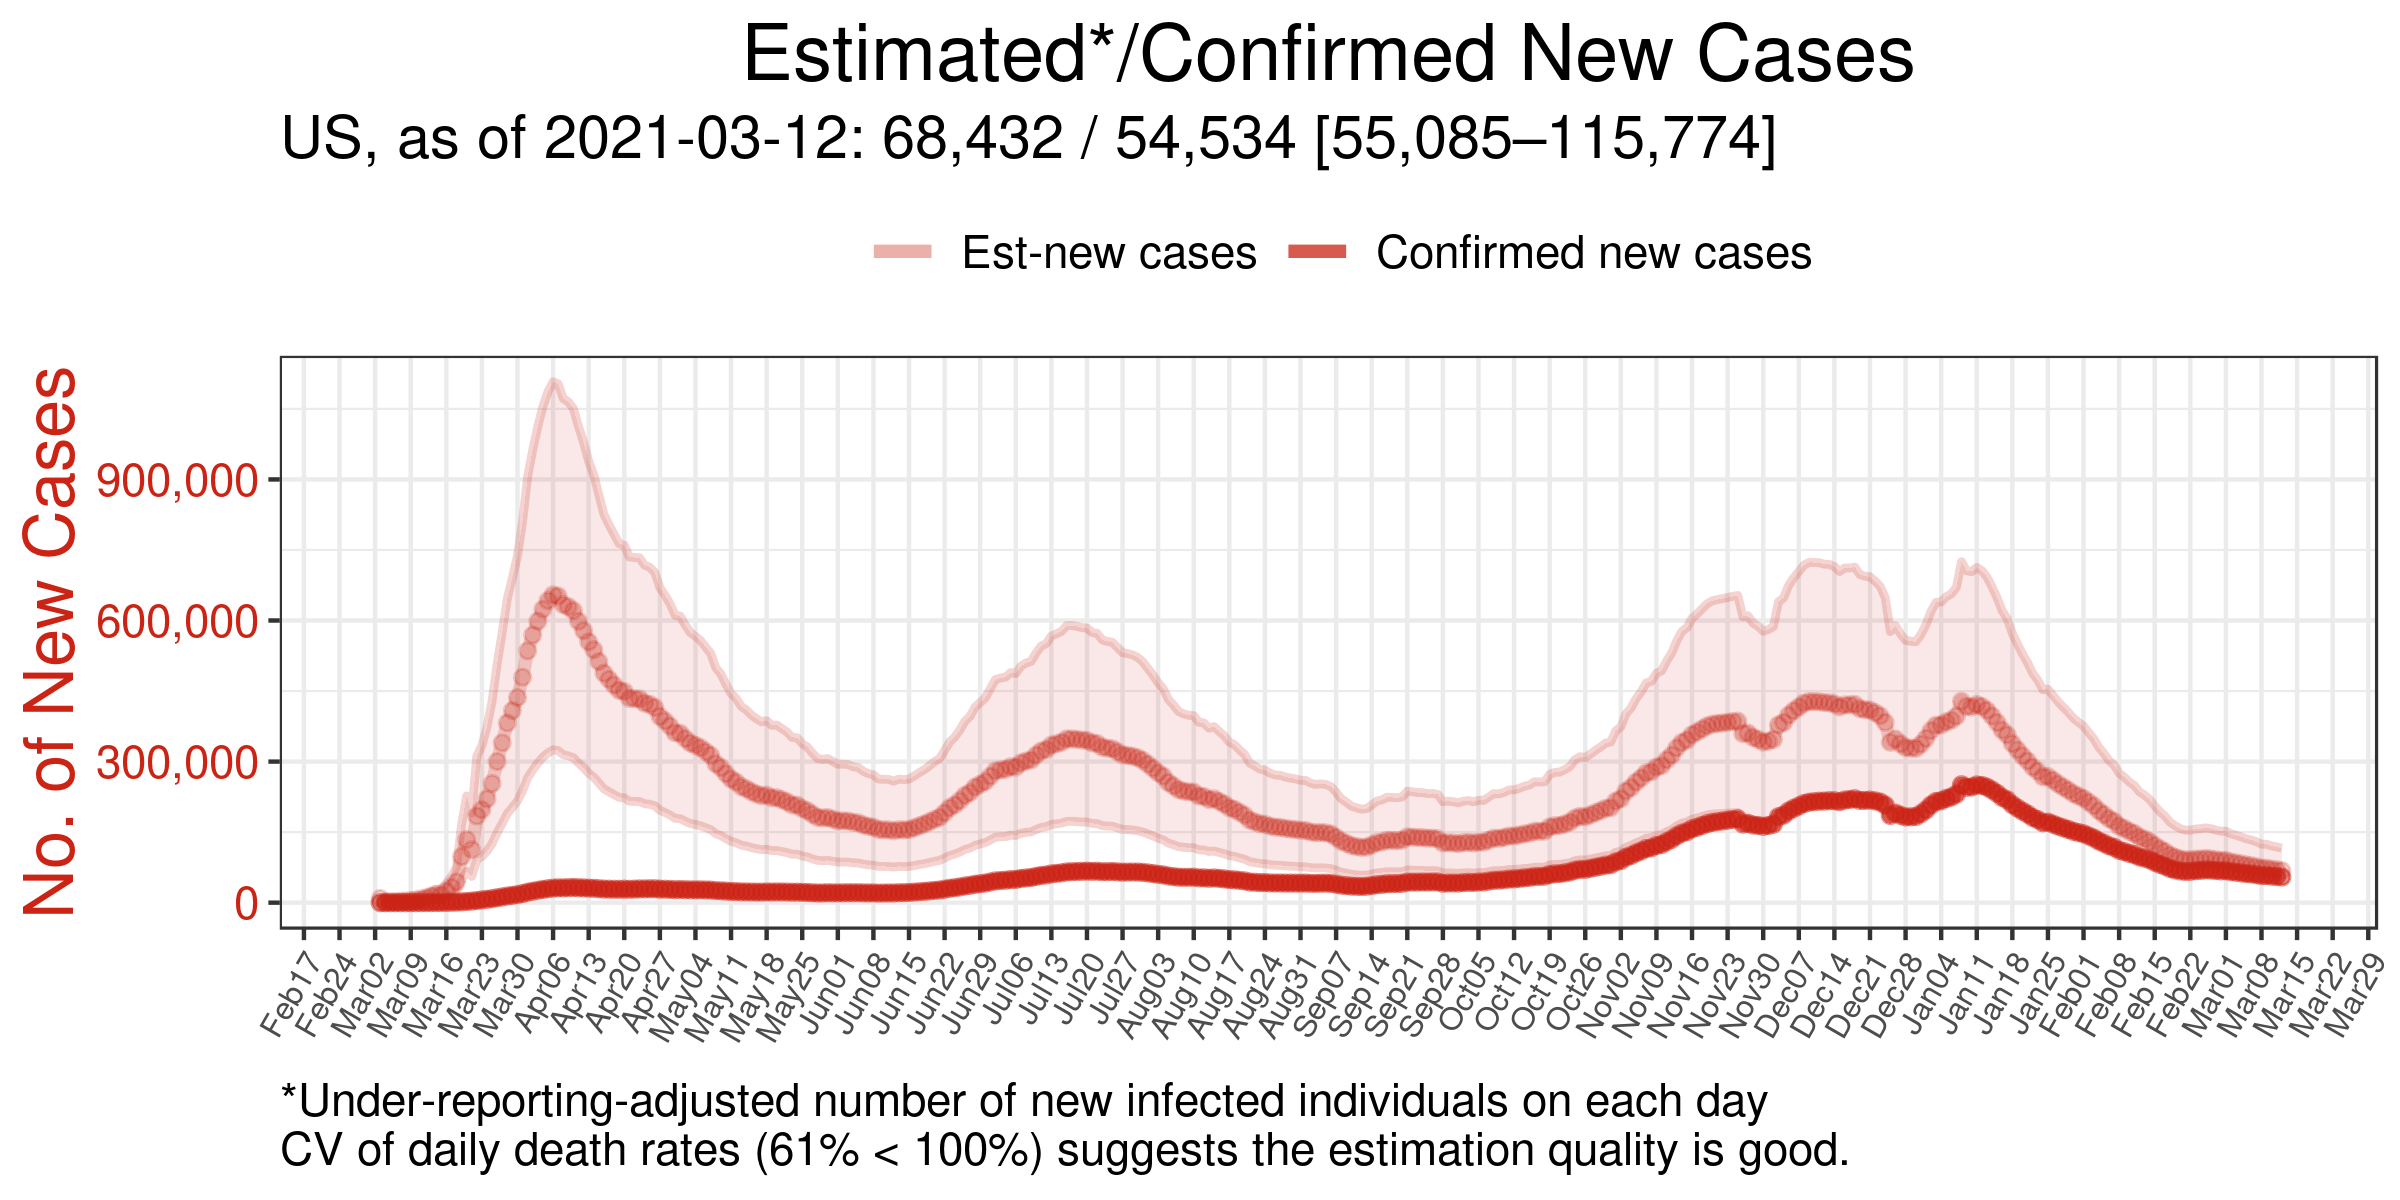 Estimated*/Confirmed New Cases
US, as of 2021-03-12: 68,432 / 54,534 [55,085–115,774]
Est-new cases
Confirmed new cases
No. of New Cases
900,000
600,000
300,000
0
Feb17
Feb24
Mar02
Mar09
Mar16
Mar23
Mar30
Apr06
Apr13
Apr20
Apr27
May04
May11
May18
May25
Jun01
Jun08
Jun15
Jun22
Jun29
Jul06
Jul13
Jul20
Jul27
Aug03
Aug10
Aug17
Aug24
Aug31
Sep07
Sep14
Sep21
Sep28
Oct05
Oct12
Oct19
Oct26
Nov02
Nov09
Nov16
Nov23
Nov30
Dec07
Dec14
Dec21
Dec28
Jan04
Jan11
Jan18
Jan25
Feb01
Feb08
Feb15
Feb22
Mar01
Mar08
Mar15
Mar22
Mar29
*Under-reporting-adjusted number of new infected individuals on each day
CV of daily death rates (61% < 100%) suggests the estimation quality is good.